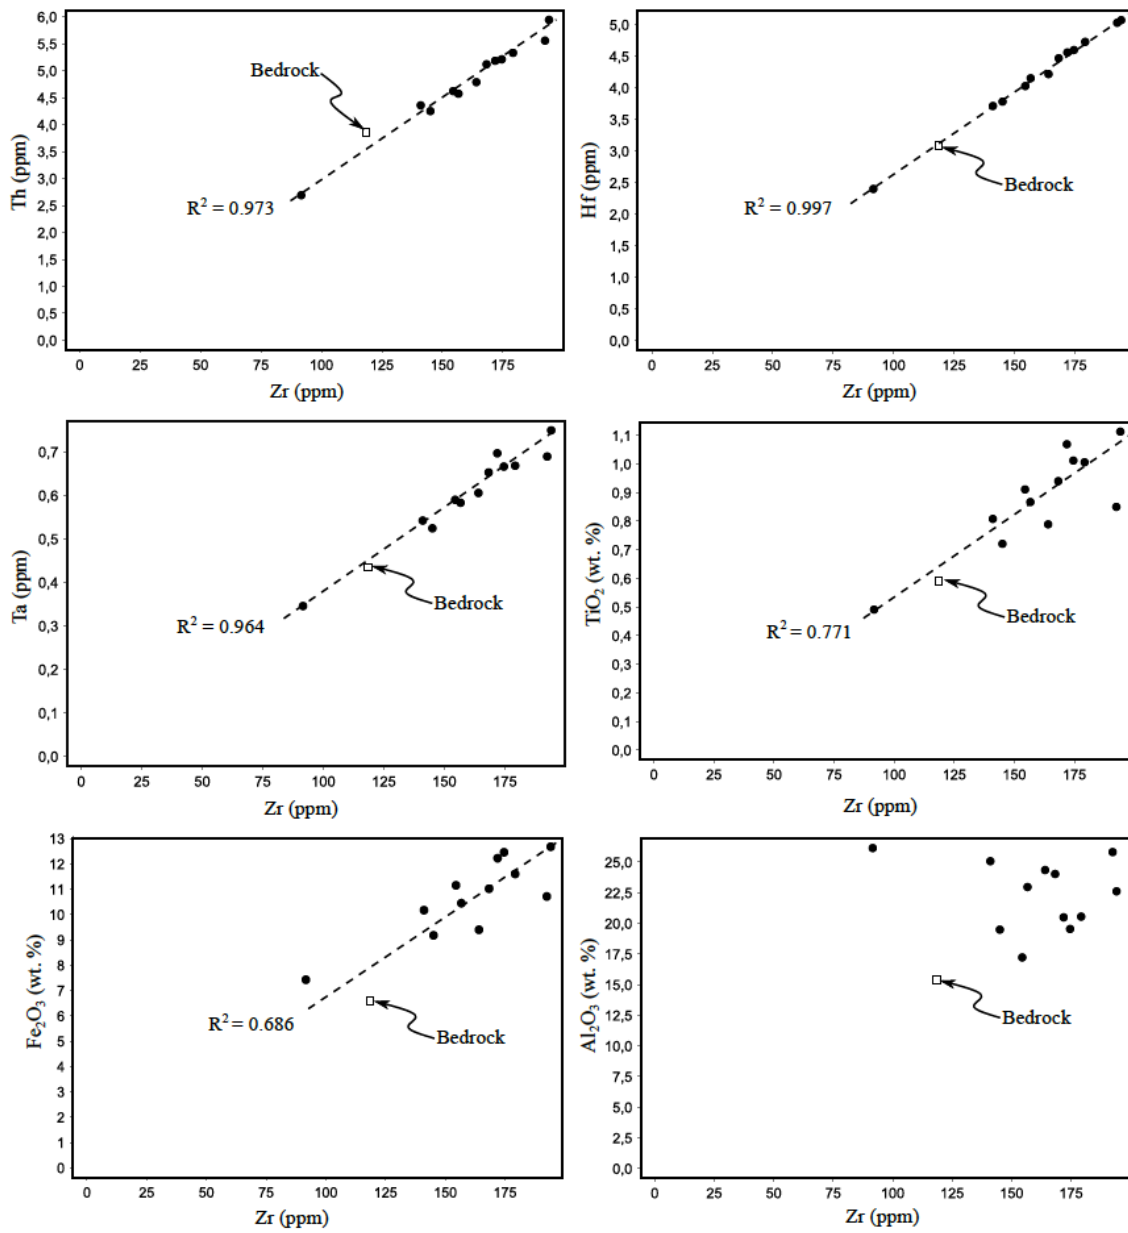 Th (ppm)
6,0
5,5
5,0
4,5
4,0
3,5
3,0
2,5
2,0
1,5
1,0
0,5
0,0
Bedrock
R² = 0.973
0 25 50 75 100 125 150 175
Zr (ppm)
Hf (ppm)
5,0
4,5
4,0
3,5
3,0
2,5
2,0
1,5
1,0
0,5
0,0
Bedrock
R² = 0.997
0 25 50 75 100 125 150 175
Zr (ppm)
Ta (ppm)
0,7
0,6
0,5
0,4
0,3
0,2
0,1
0,0
Bedrock
R² = 0.964
0 25 50 75 100 125 150 175
Zr (ppm)
TiO₂ (wt. %)
1,1
1,0
0,9
0,8
0,7
0,6
0,5
0,4
0,3
0,2
0,1
0,0
Bedrock
R² = 0.771
0 25 50 75 100 125 150 175
Zr (ppm)
Fe₂O₃ (wt. %)
13
12
11
10
9
8
7
6
5
4
3
2
1
0
Bedrock
R² = 0.686
0 25 50 75 100 125 150 175
Zr (ppm)
Al₂O₃ (wt. %)
25,0
22,5
20,0
17,5
15,0
12,5
10,0
7,5
5,0
2,5
0,0
Bedrock
0 25 50 75 100 125 150 175
Zr (ppm)